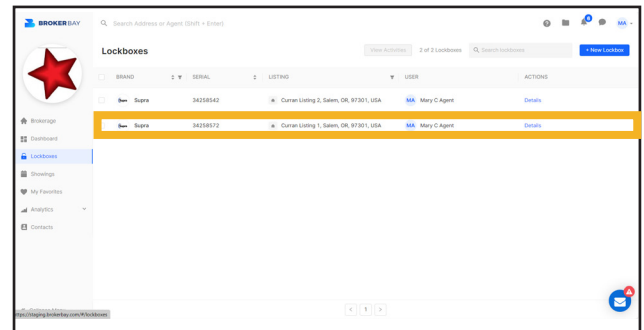 BROKERBAY
Search Address or Agent (Shift + Enter)
6
MA
Lockboxes
View Activities
2 of 2 Lockboxes
Search lockboxes
+ New Lockbox
BRAND SERIAL LISTING USER ACTIONS
Supra 34258542 Curran Listing 2, Salem, OR, 97301, USA MA Mary C Agent Details
Supra 34258572 Curran Listing 1, Salem, OR, 97301, USA MA Mary C Agent Details
Brokerage
Dashboard
Lockboxes
Showings
My Favorites
Analytics
Contacts
https://staging.brokerbay.com/#/lockboxes
< 1 >